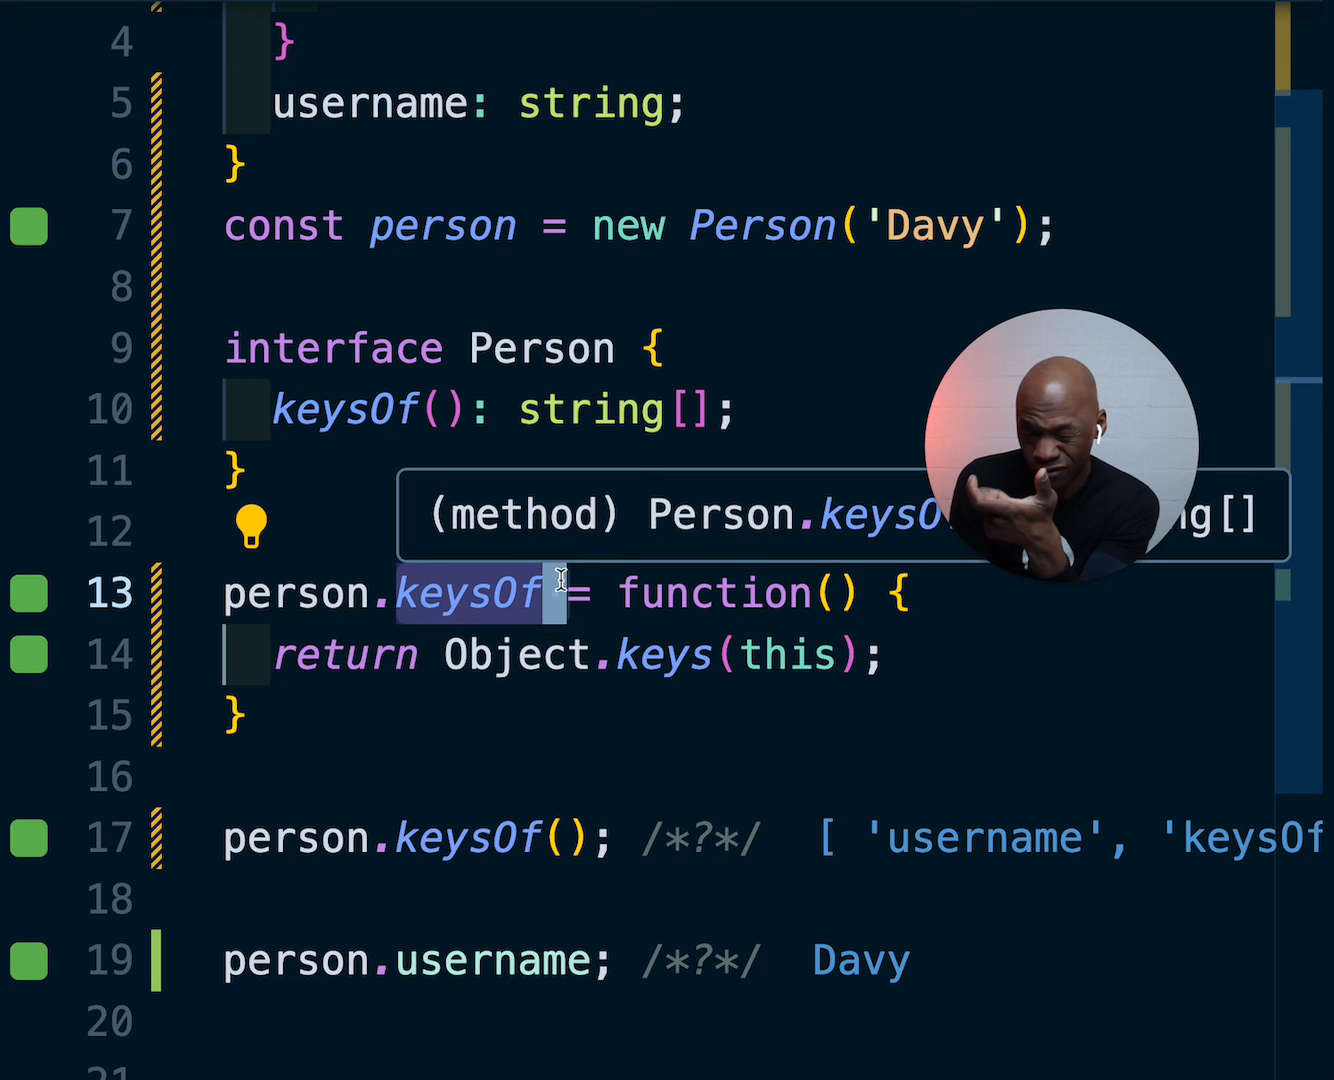 4 }
5 username: string;
6 }
7 const person = new Person('Davy');
8
9 interface Person {
10 keysOf(): string[];
11 }
(method) Person.keysO ng[]
12
13 person.keysOf = function() {
14 return Object.keys(this);
15 }
16
17 person.keysOf(); /*?*/ [ 'username', 'keysOf
18
19 person.username; /*?*/ Davy
20
21